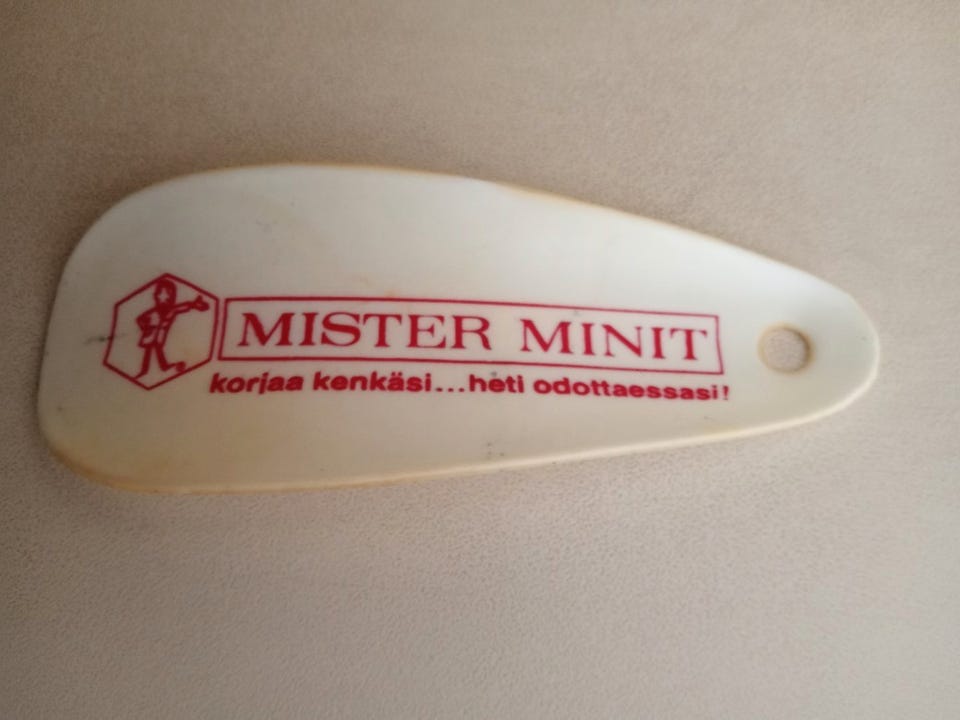 MISTER MINIT
korjaa kenkäsi...heti odottaessasi!